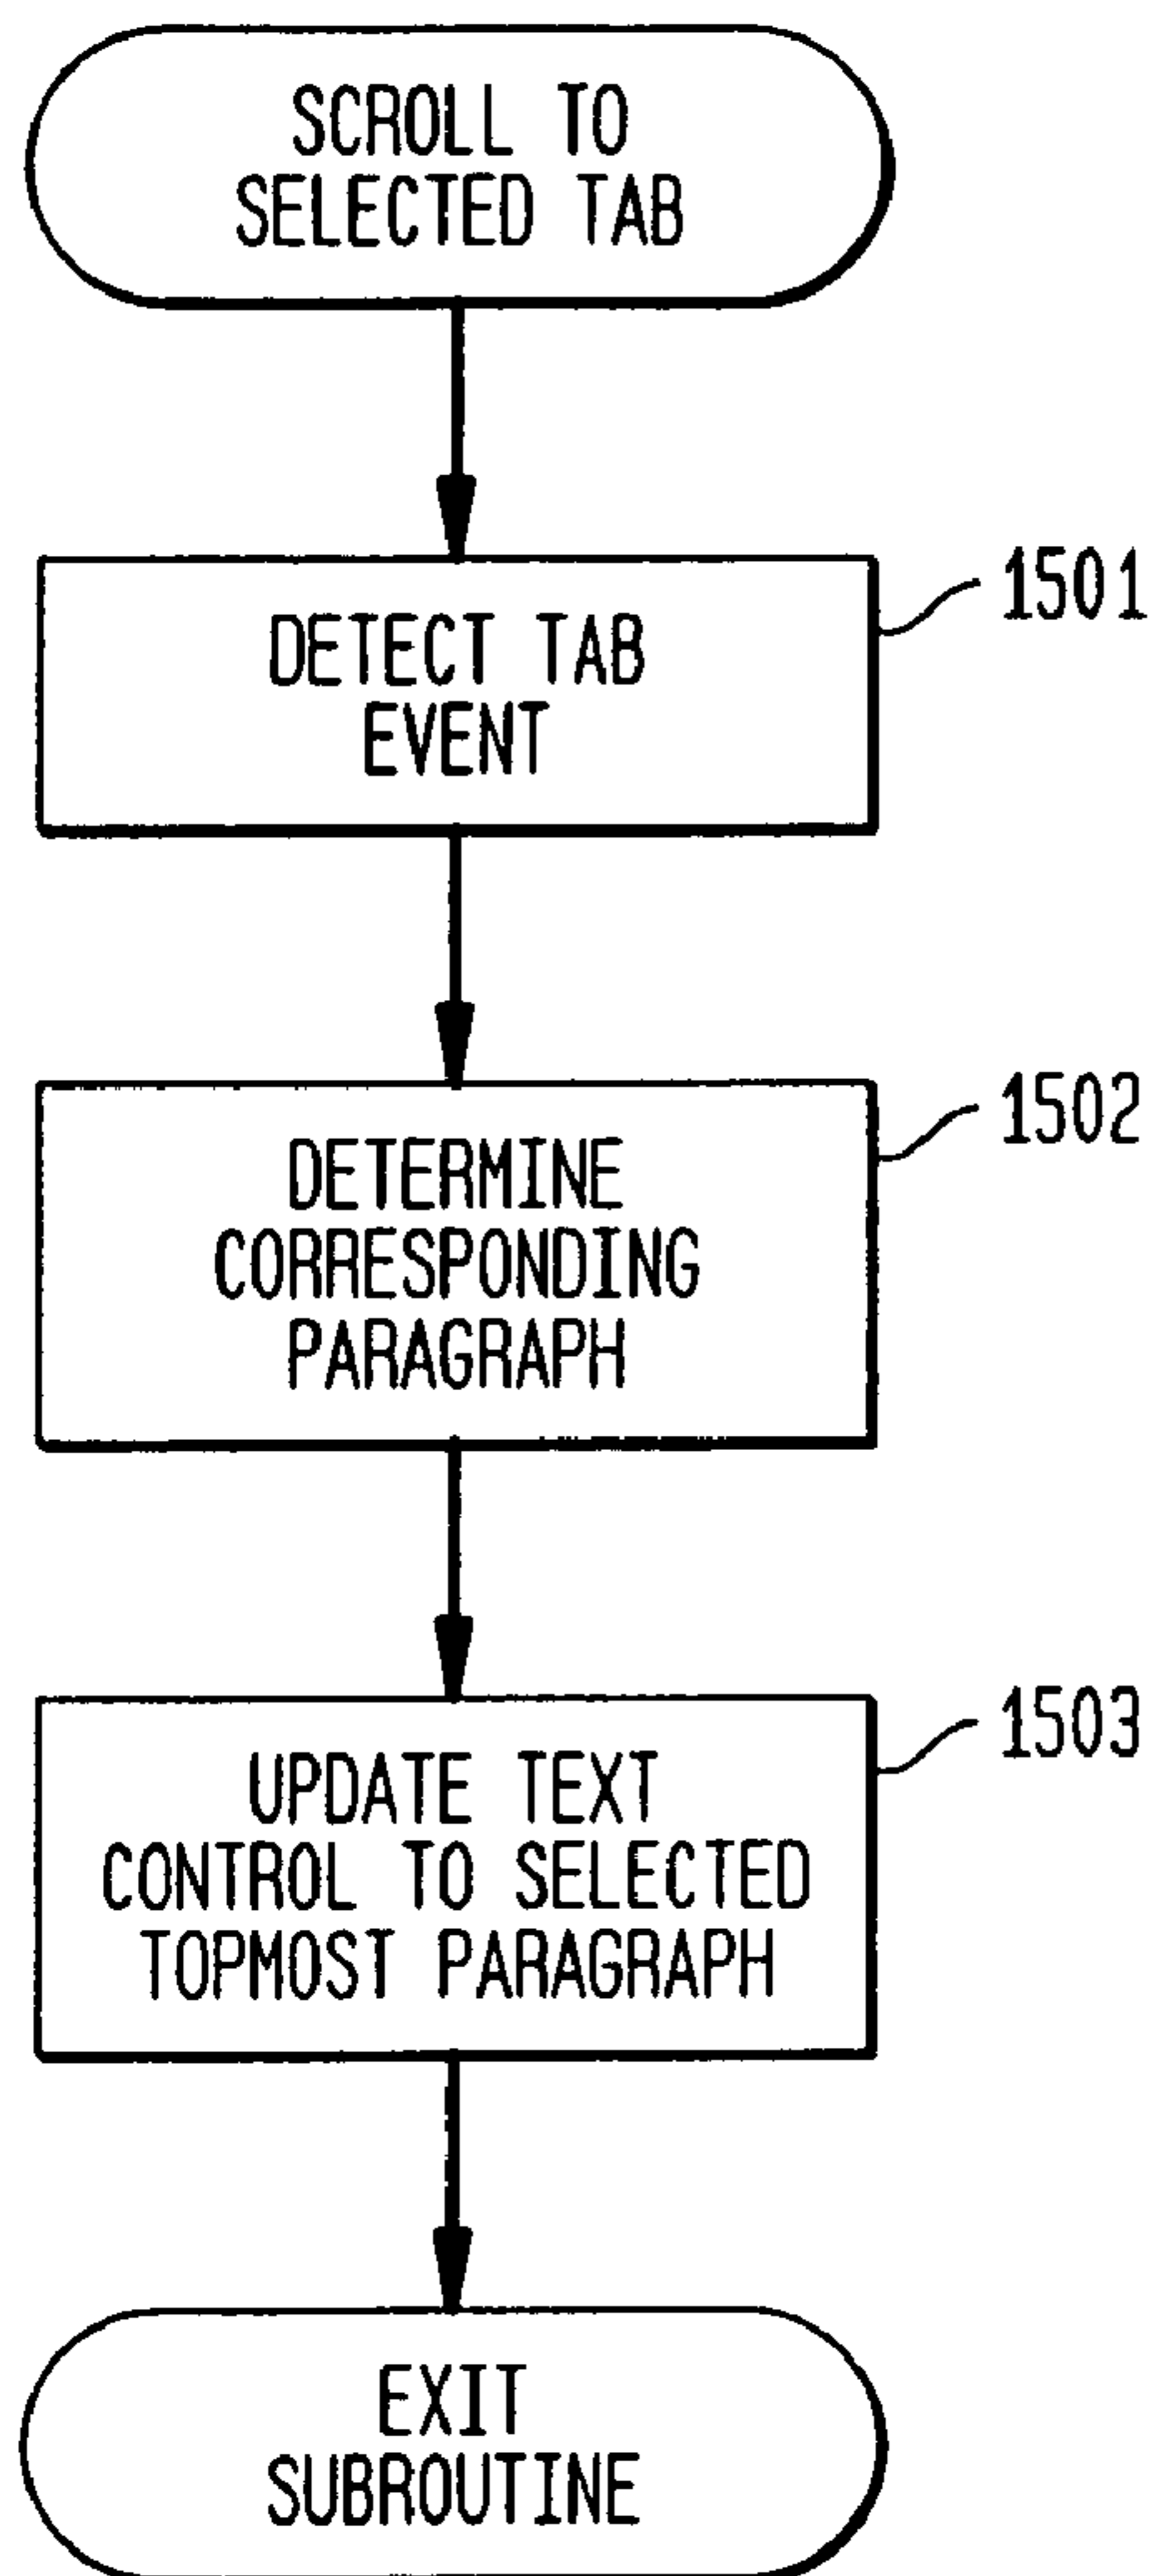 SCROLL TO
SELECTED TAB
DETECT TAB
EVENT
1501
DETERMINE
CORRESPONDING
PARAGRAPH
1502
UPDATE TEXT
CONTROL TO SELECTED
TOPMOST PARAGRAPH
1503
EXIT
SUBROUTINE